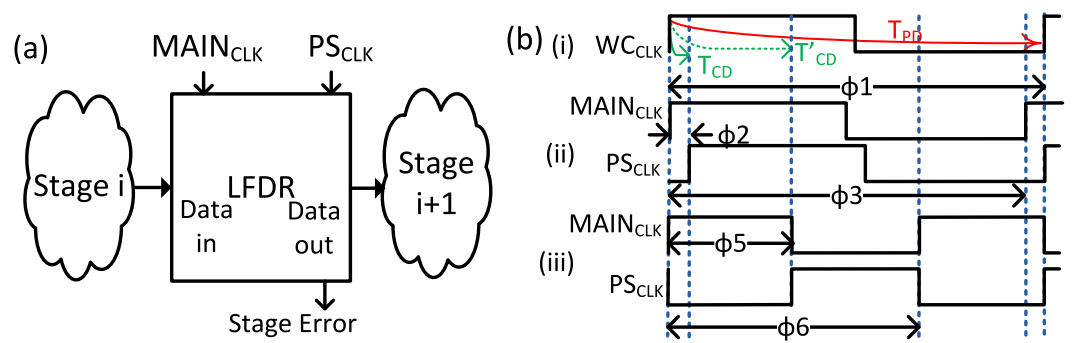 (a)
MAIN_CLK PS_CLK
Stage i
LFDR
Data in
Data out
Stage i+1
Stage Error
(b)
(i)
WC_CLK
T_PD
T_CD
T'_CD
ϕ1
MAIN_CLK
ϕ2
(ii)
PS_CLK
ϕ3
MAIN_CLK
ϕ5
(iii)
PS_CLK
ϕ6